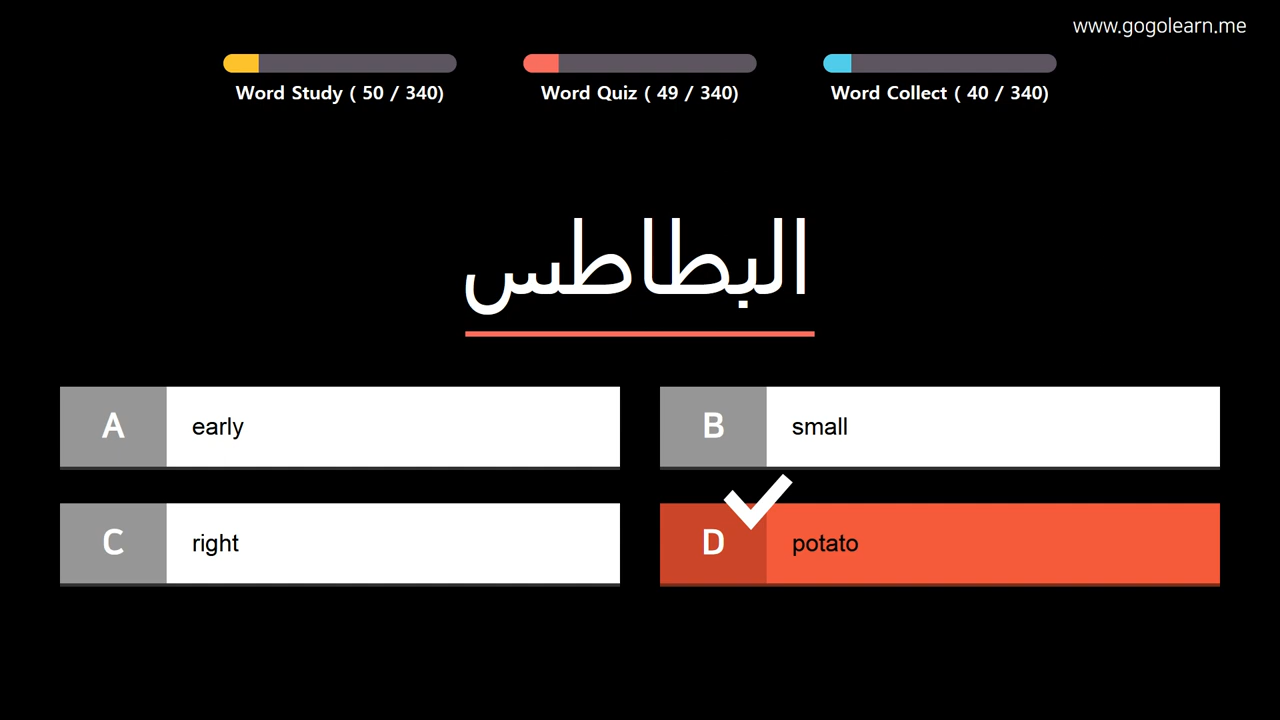 www.gogolearn.me
Word Study ( 50 / 340)
Word Quiz ( 49 / 340)
Word Collect ( 40 / 340)
البطاطس
A early
B small
C right
D potato